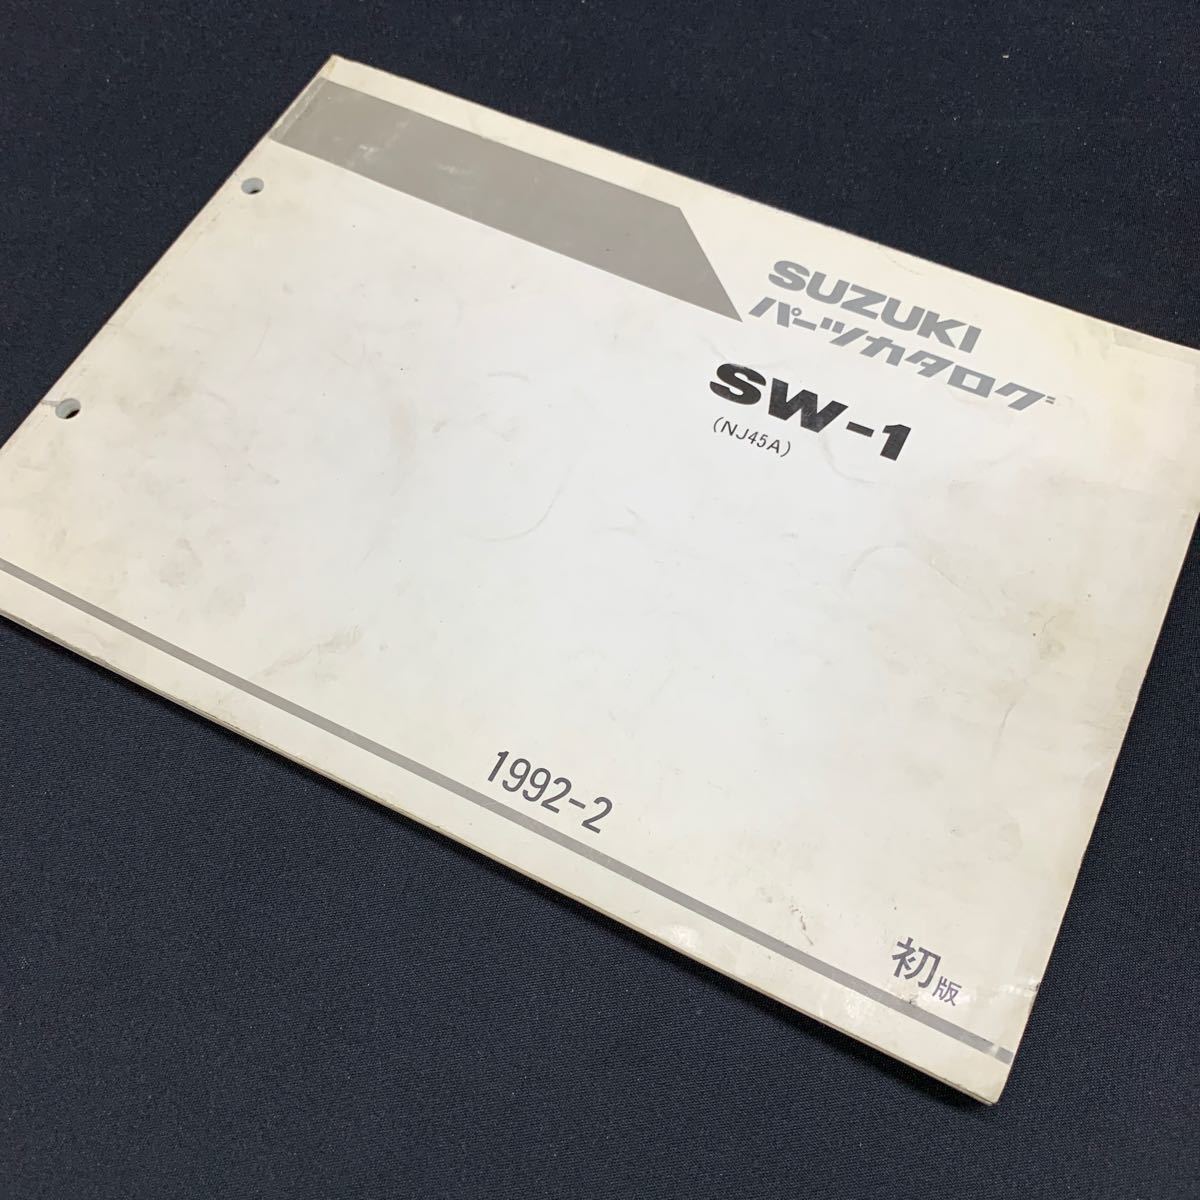 SUZUKI
パーツカタログ
SW-1
(NJ45A)
1992-2
初版